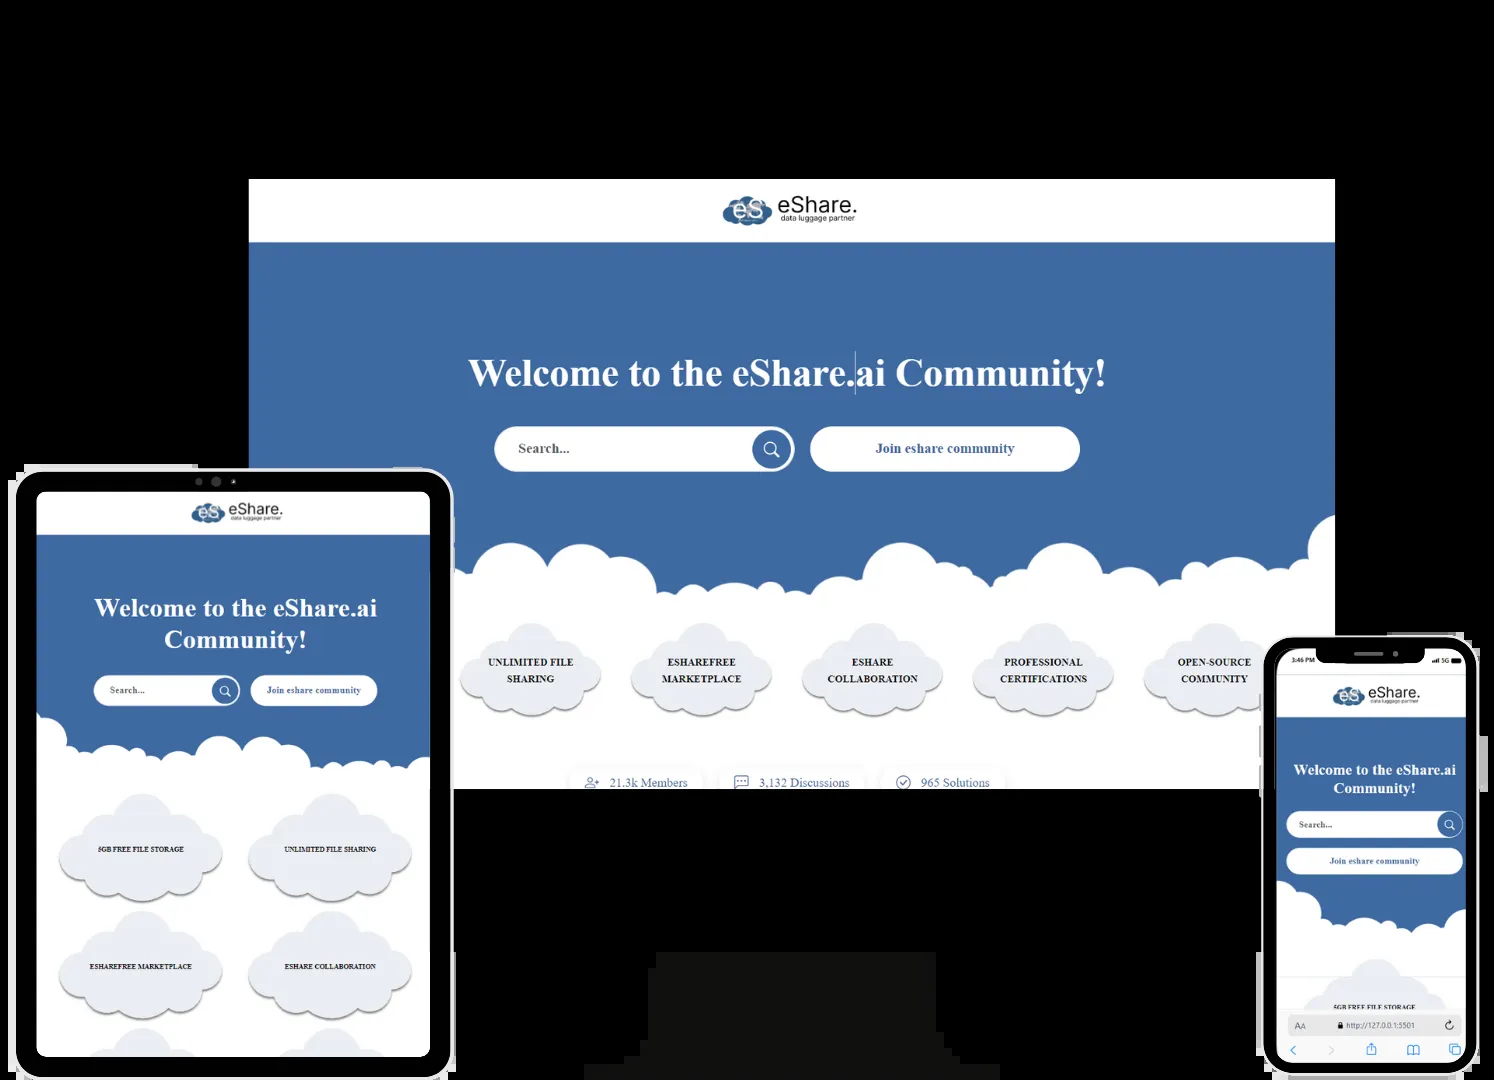 eS eShare.
data luggage partner
Welcome to the eShare.ai Community!
Search...
Join eshare community
UNLIMITED FILE
SHARING
ESHAREFREE
MARKETPLACE
ESHARE
COLLABORATION
PROFESSIONAL
CERTIFICATIONS
OPEN-SOURCE
COMMUNITY
21.3k Members
3,132 Discussions
965 Solutions
eS eShare.
data luggage partner
Welcome to the eShare.ai
Community!
Search...
Join eshare community
5GB FREE FILE STORAGE
UNLIMITED FILE SHARING
ESHAREFREE MARKETPLACE
ESHARE COLLABORATION
3:46 PM
5G
eS eShare.
data luggage partner
Welcome to the eShare.ai
Community!
Search...
Join eshare community
5GB FREE FILE STORAGE
AA
http://127.0.0.1:5501